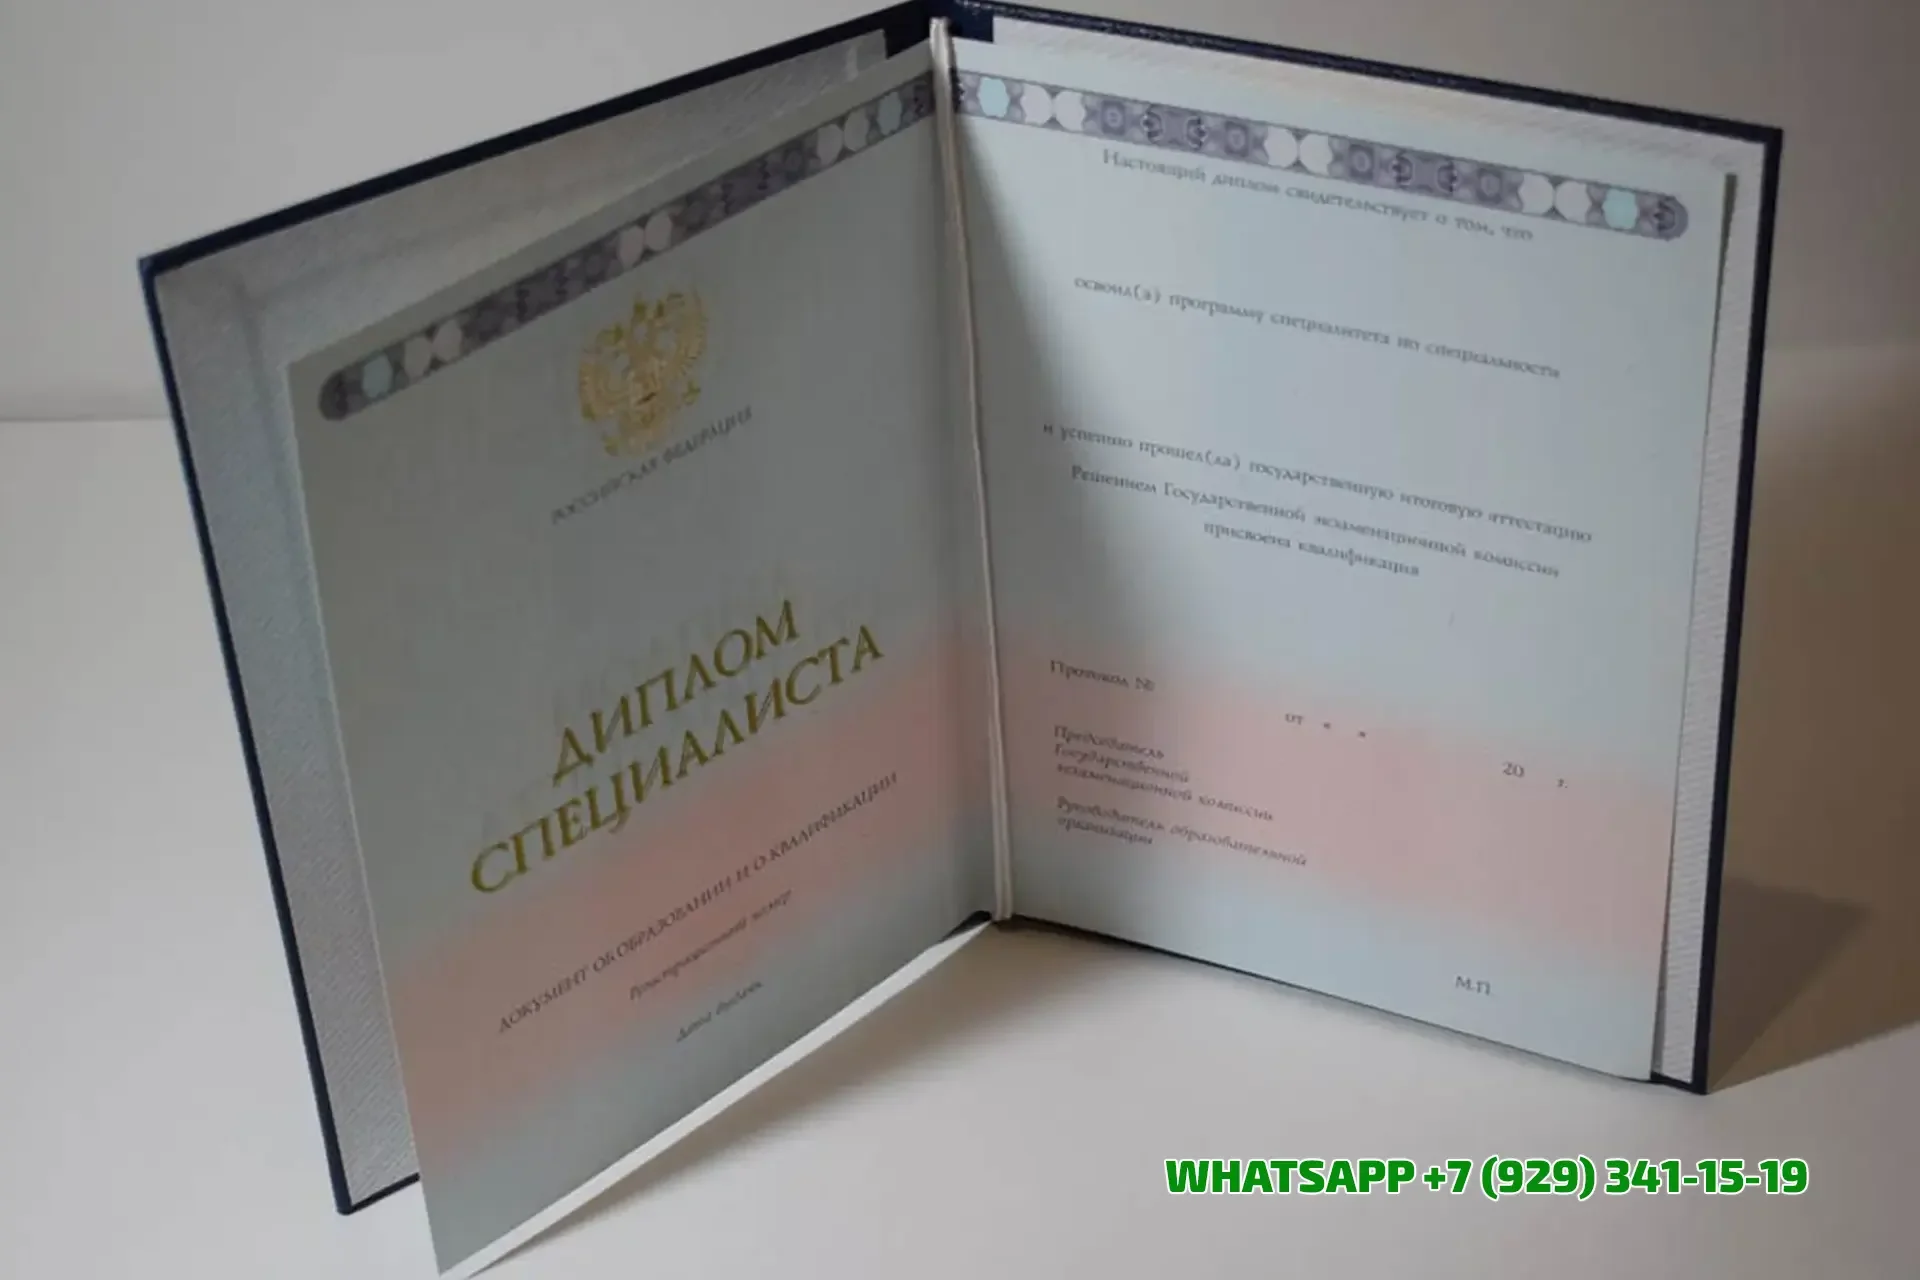 РОССИЙСКАЯ ФЕДЕРАЦИЯ
ДИПЛОМ
СПЕЦИАЛИСТА
ДОКУМЕНТ ОБ ОБРАЗОВАНИИ И О КВАЛИФИКАЦИИ
Регистрационный номер
Дата выдачи
Настоящий диплом свидетельствует о том, что
освоил(а) программу специалитета по специальности
и успешно прошел(ла) государственную итоговую аттестацию
Решением Государственной экзаменационной комиссии
присвоена квалификация
Протокол №
от « »
20 г.
Председатель
Государственной
экзаменационной комиссии
Руководитель образовательной
организации
М.П.
WHATSAPP +7 (929) 341-15-19